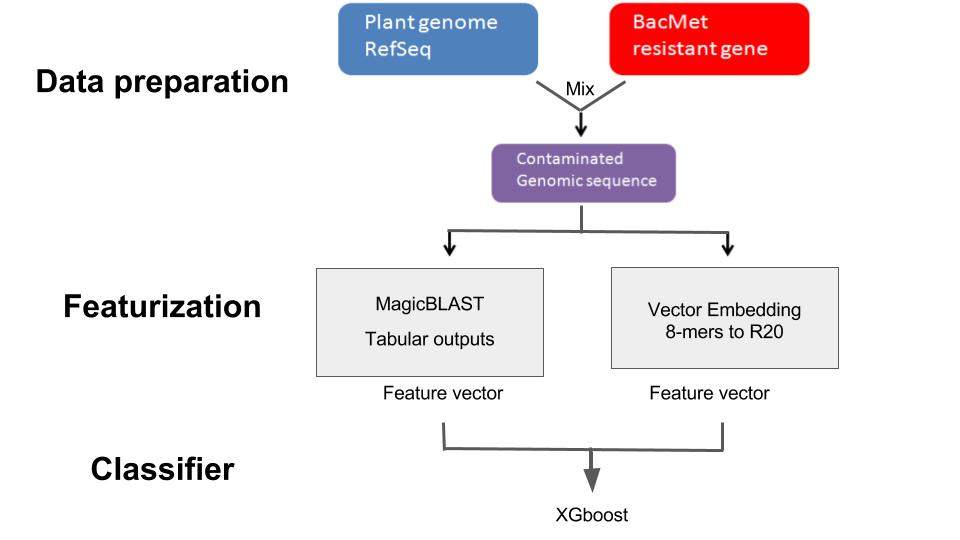 Plant genome
RefSeq
BacMet
resistant gene
Data preparation
Mix
Contaminated
Genomic sequence
Featurization
MagicBLAST
Tabular outputs
Vector Embedding
8-mers to R20
Feature vector
Feature vector
Classifier
XGboost